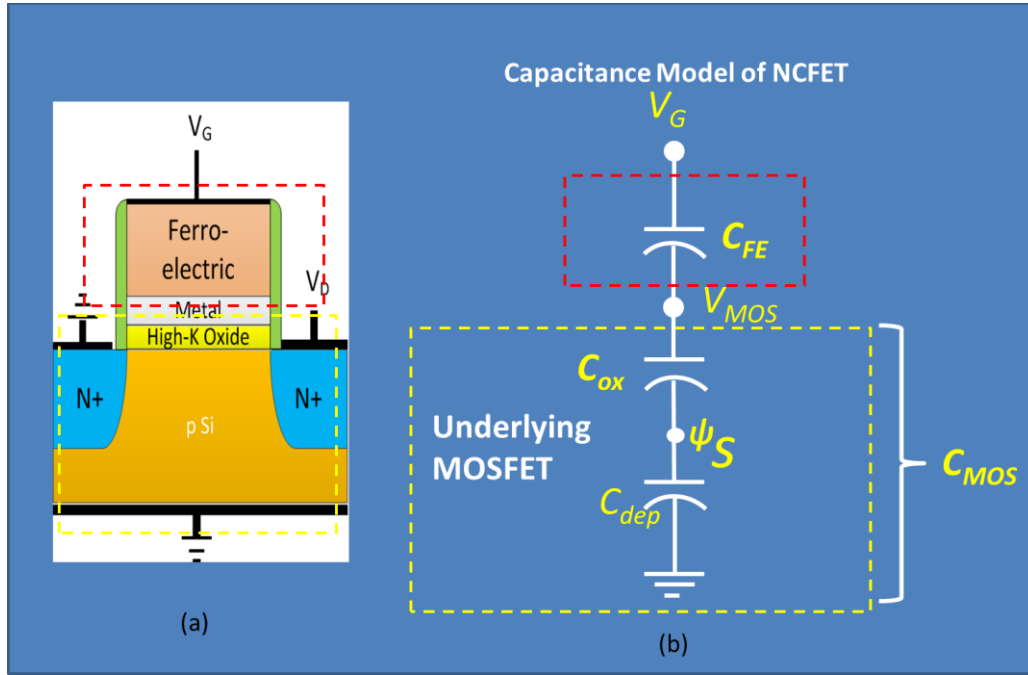 Capacitance Model of NCFET
V_G
V_G
Ferro-
electric
C_FE
V_D
Metal
V_MOS
High-K Oxide
C_ox
N+
N+
p Si
Underlying
MOSFET
ψ_S
C_MOS
C_dep
(a)
(b)